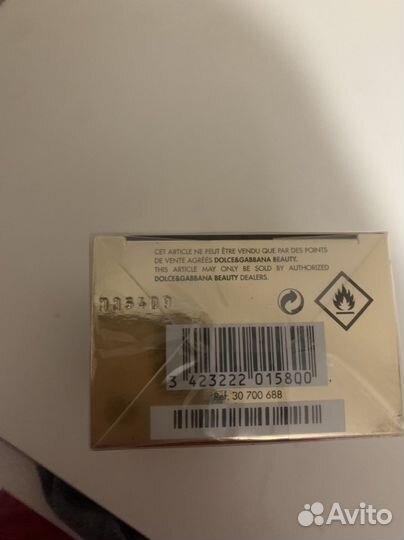 CET ARTICLE NE PEUT ÊTRE VENDU QUE PAR DES POINTS
DE VENTE AGRÉES DOLCE&GABBANA BEAUTY.
THIS ARTICLE MAY ONLY BE SOLD BY AUTHORIZED
DOLCE&GABBANA BEAUTY DEALERS.
3 423222 015800
Ref. 30 700 688
Avito